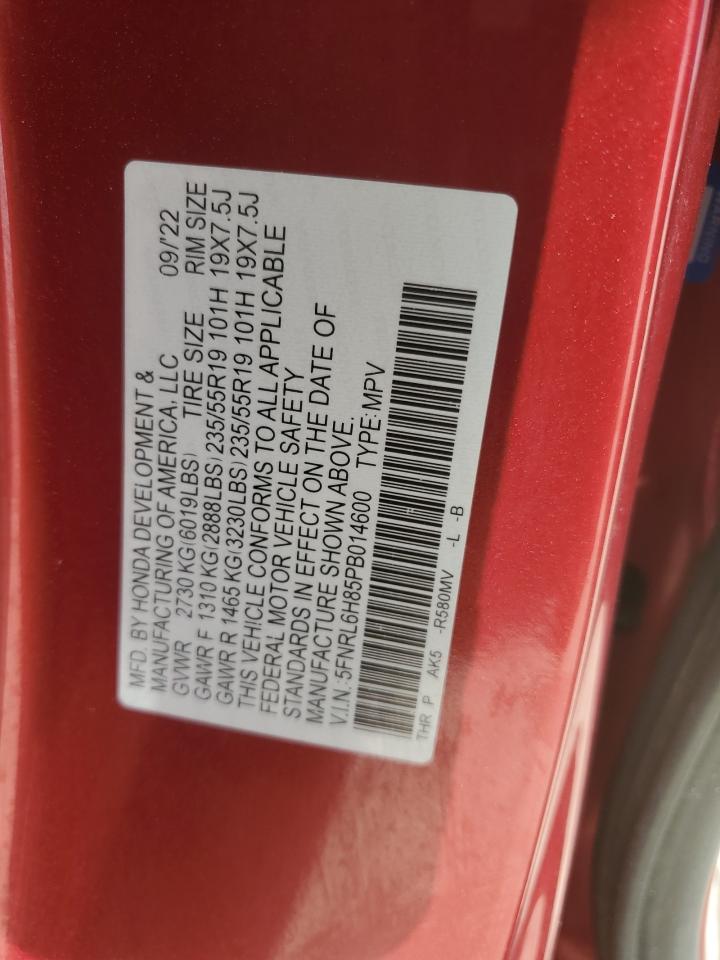 MFD. BY HONDA DEVELOPMENT &
MANUFACTURING OF AMERICA, LLC 09/'22
GVWR 2730 KG(6019LBS) TIRE SIZE RIM SIZE
GAWR F 1310 KG(2888LBS)235/55R19 101H 19X7.5J
GAWR R 1465 KG(3230LBS)235/55R19 101H 19X7.5J
THIS VEHICLE CONFORMS TO ALL APPLICABLE
FEDERAL MOTOR VEHICLE SAFETY
STANDARDS IN EFFECT ON THE DATE OF
MANUFACTURE SHOWN ABOVE.
V.I.N.:5FNRL6H85PB014600 TYPE:MPV
THR P AK5 -R580MV -L -B